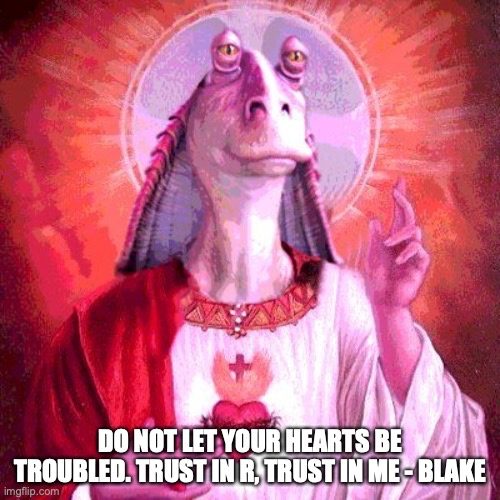 DO NOT LET YOUR HEARTS BE
TROUBLED. TRUST IN R, TRUST IN ME - BLAKE
imgflip.com